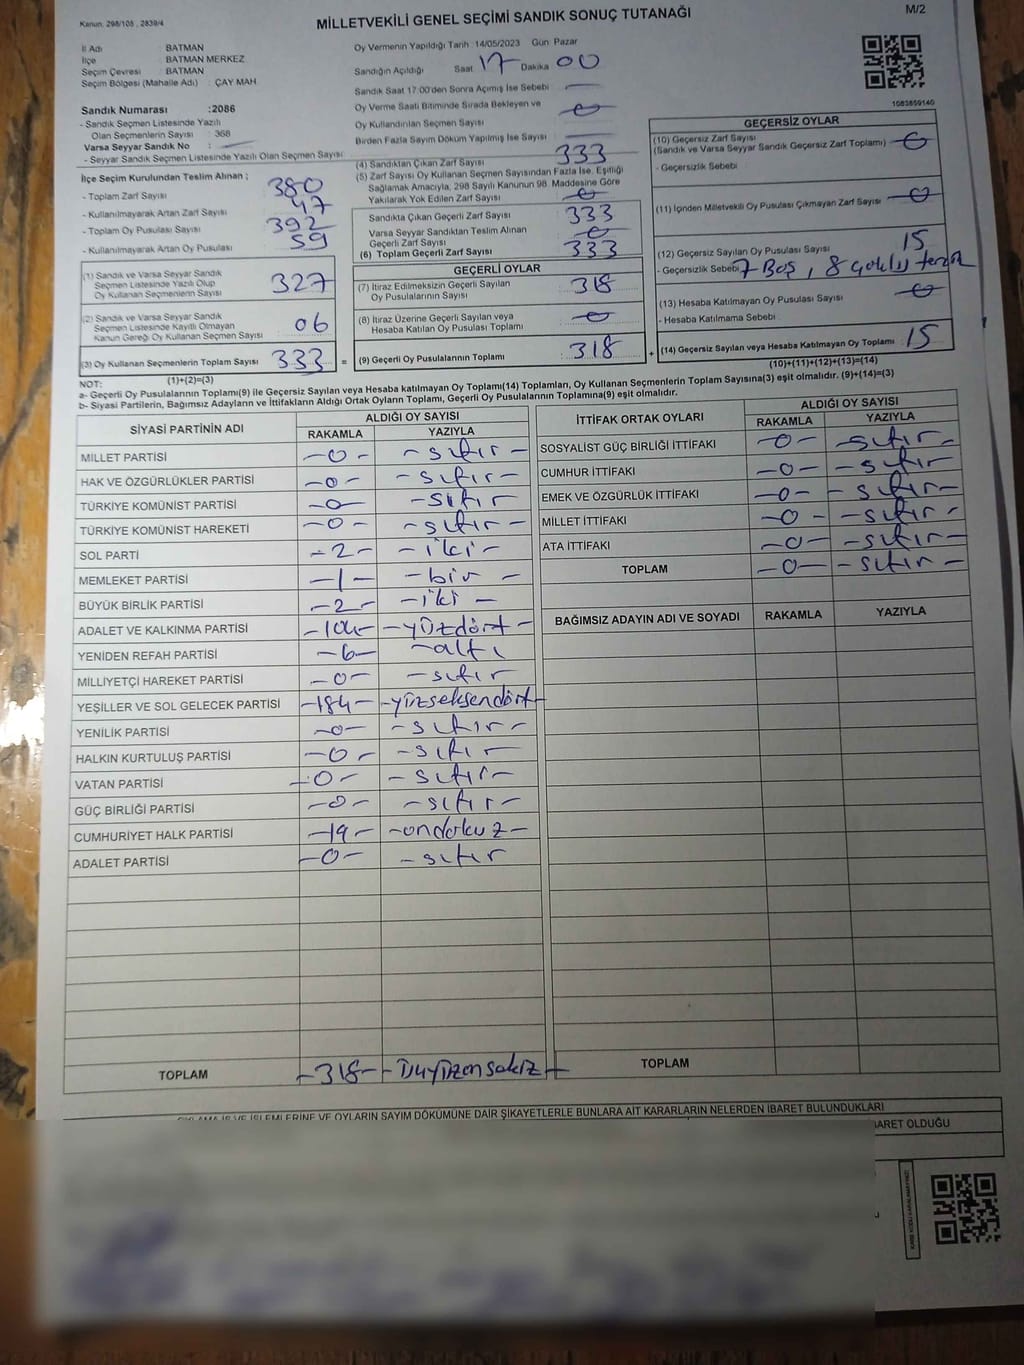 Kanun: 298/105 , 2839/4
MİLLETVEKİLİ GENEL SEÇİMİ SANDIK SONUÇ TUTANAĞI
M/2
İl Adı : BATMAN
İlçe : BATMAN MERKEZ
Seçim Çevresi : BATMAN
Seçim Bölgesi (Mahalle Adı) : ÇAY MAH
Sandık Numarası :2086
- Sandık Seçmen Listesinde Yazılı
Olan Seçmenlerin Sayısı : 368
Varsa Seyyar Sandık No :
- Seyyar Sandık Seçmen Listesinde Yazılı Olan Seçmen Sayısı
İlçe Seçim Kurulundan Teslim Alınan ;
- Toplam Zarf Sayısı 380
- Kullanılmayarak Artan Zarf Sayısı 47
- Toplam Oy Pusulası Sayısı 392
- Kullanılmayarak Artan Oy Pusulası 59
(1) Sandık ve Varsa Seyyar Sandık
Seçmen Listesinde Yazılı Olup
Oy Kullanan Seçmenlerin Sayısı 327
(2) Sandık ve Varsa Seyyar Sandık
Seçmen Listesinde Kayıtlı Olmayan
Kanun Gereği Oy Kullanan Seçmen Sayısı 06
(3) Oy Kullanan Seçmenlerin Toplam Sayısı 333 =
(1)+(2)=(3)
Oy Vermenin Yapıldığı Tarih :14/05/2023 Gün: Pazar
Sandığın Açıldığı Saat 17 Dakika 00
Sandık Saat 17:00'den Sonra Açımış İse Sebebi :
Oy Verme Saati Bitiminde Sırada Bekleyen ve
Oy Kullandırılan Seçmen Sayısı 0
Birden Fazla Sayım Döküm Yapılmış İse Sayısı
(4) Sandıktan Çıkan Zarf Sayısı 333
(5) Zarf Sayısı Oy Kullanan Seçmen Sayısından Fazla İse, Eşitliği
Sağlamak Amacıyla, 298 Sayılı Kanunun 98. Maddesine Göre
Yakılarak Yok Edilen Zarf Sayısı 0
Sandıkta Çıkan Geçerli Zarf Sayısı 333
Varsa Seyyar Sandıktan Teslim Alınan
Geçerli Zarf Sayısı 0
(6) Toplam Geçerli Zarf Sayısı 333
GEÇERLİ OYLAR
(7) İtiraz Edilmeksizin Geçerli Sayılan
Oy Pusulalarının Sayısı 318
(8) İtiraz Üzerine Geçerli Sayılan veya
Hesaba Katılan Oy Pusulası Toplamı 0
(9) Geçerli Oy Pusulalarının Toplamı 318 +
1083859140
GEÇERSİZ OYLAR
(10) Geçersiz Zarf Sayısı
(Sandık ve Varsa Seyyar Sandık Geçersiz Zarf Toplamı) 0
- Geçersizlik Sebebi
(11) İçinden Milletvekili Oy Pusulası Çıkmayan Zarf Sayısı 0
(12) Geçersiz Sayılan Oy Pusulası Sayısı 15
- Geçersizlik Sebebi 7 Boş, 8 çoklu tercih
(13) Hesaba Katılmayan Oy Pusulası Sayısı 0
- Hesaba Katılmama Sebebi
(14) Geçersiz Sayılan veya Hesaba Katılmayan Oy Toplamı 15
(10)+(11)+(12)+(13)=(14)
NOT:
a- Geçerli Oy Pusulalarının Toplamı(9) ile Geçersiz Sayılan veya Hesaba katılmayan Oy Toplamı(14) Toplamları, Oy Kullanan Seçmenlerin Toplam Sayısına(3) eşit olmalıdır. (9)+(14)=(3)
b- Siyasi Partilerin, Bağımsız Adayların ve İttifakların Aldığı Ortak Oyların Toplamı, Geçerli Oy Pusulalarının Toplamına(9) eşit olmalıdır.
SİYASİ PARTİNİN ADI ALDIĞI OY SAYISI
RAKAMLA YAZIYLA
MİLLET PARTİSİ -0- -sıfır-
HAK VE ÖZGÜRLÜKLER PARTİSİ -0- -sıfır-
TÜRKİYE KOMÜNİST PARTİSİ -0- -sıfır
TÜRKİYE KOMÜNİST HAREKETİ -0- -sıfır-
SOL PARTİ -2- -iki-
MEMLEKET PARTİSİ -1- -bir-
BÜYÜK BİRLİK PARTİSİ -2- -iki-
ADALET VE KALKINMA PARTİSİ -104- -yüzdört-
YENİDEN REFAH PARTİSİ -6- -altı
MİLLİYETÇİ HAREKET PARTİSİ -0- -sıfır
YEŞİLLER VE SOL GELECEK PARTİSİ -184- -yüzseksendört-
YENİLİK PARTİSİ -0- -sıfır-
HALKIN KURTULUŞ PARTİSİ -0- -sıfır
VATAN PARTİSİ -0- -sıfır-
GÜÇ BİRLİĞİ PARTİSİ -0- -sıfır-
CUMHURİYET HALK PARTİSİ -19- -ondokuz-
ADALET PARTİSİ -0- -sıfır
TOPLAM -318- -üçyüzonsekiz-
İTTİFAK ORTAK OYLARI ALDIĞI OY SAYISI
RAKAMLA YAZIYLA
SOSYALİST GÜÇ BİRLİĞİ İTTİFAKI -0- -sıfır-
CUMHUR İTTİFAKI -0- -sıfır-
EMEK VE ÖZGÜRLÜK İTTİFAKI -0- -sıfır-
MİLLET İTTİFAKI -0- -sıfır-
ATA İTTİFAKI -0- -sıfır-
TOPLAM -0- -sıfır-
BAĞIMSIZ ADAYIN ADI VE SOYADI RAKAMLA YAZIYLA
TOPLAM
İŞ VE İŞLEMLERİNE VE OYLARIN SAYIM DÖKÜMÜNE DAİR ŞİKAYETLERLE BUNLARA AİT KARARLARIN NELERDEN İBARET BULUNDUKLARI
OLDUĞU